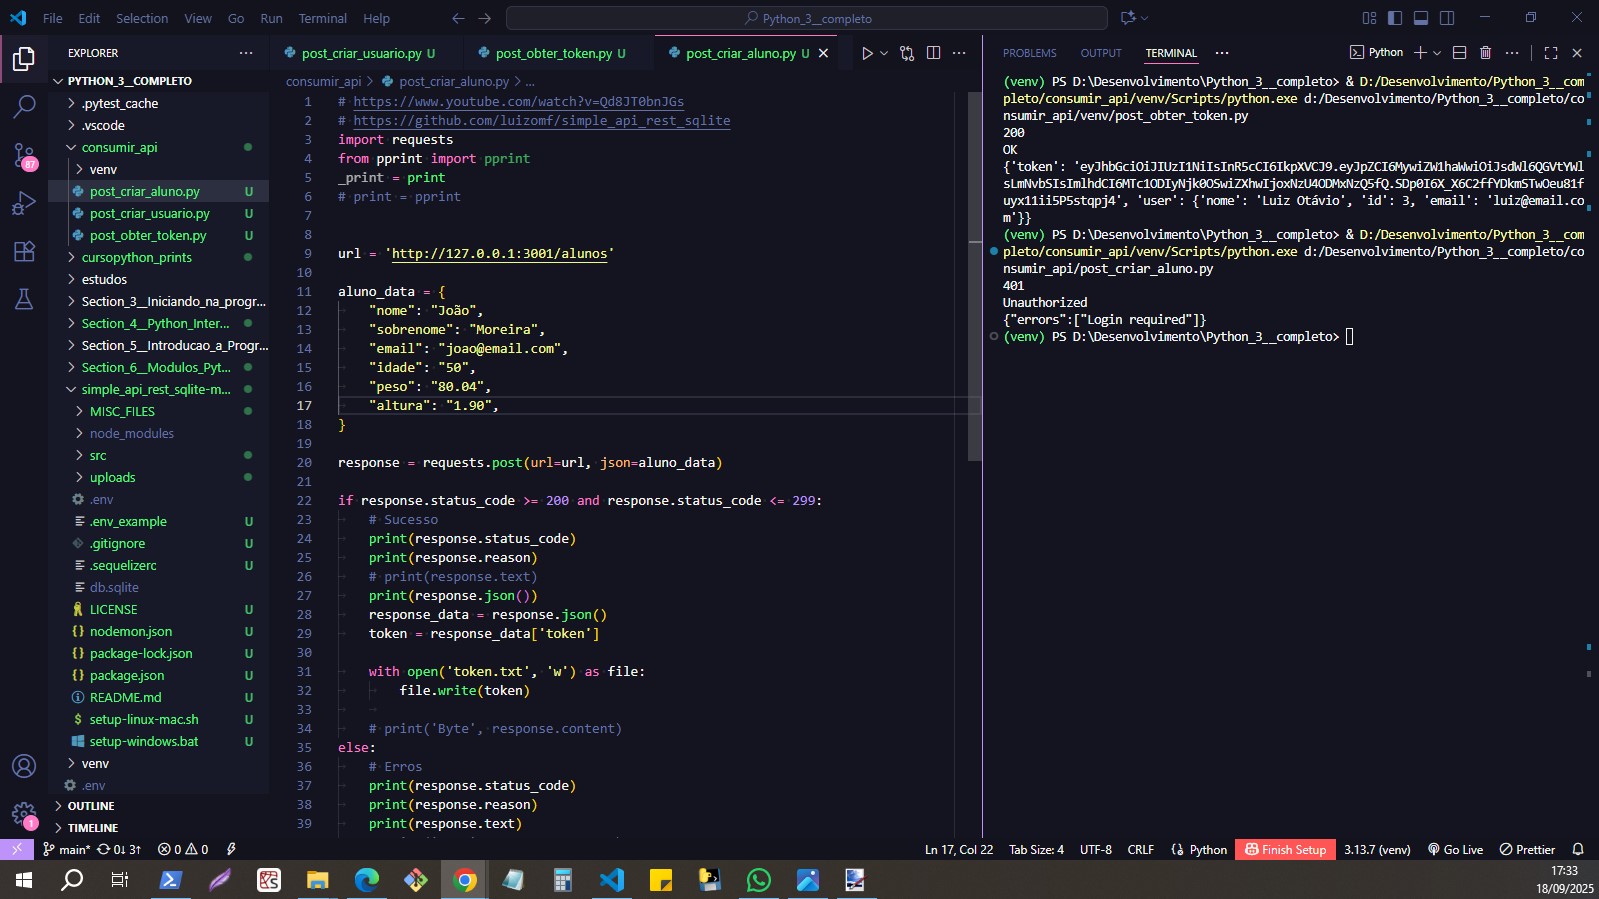 File Edit Selection View Go Run Terminal Help
Python_3__completo
EXPLORER
PYTHON_3__COMPLETO
.pytest_cache
.vscode
consumir_api
venv
post_criar_aluno.py U
post_criar_usuario.py U
post_obter_token.py U
cursopython_prints
estudos
Section_3__Iniciando_na_progr...
Section_4__Python_Inter...
Section_5__Introducao_a_Progr...
Section_6__Modulos_Pyt...
simple_api_rest_sqlite-m...
MISC_FILES
node_modules
src
uploads
.env
.env_example U
.gitignore U
.sequelizerc U
db.sqlite
LICENSE U
nodemon.json U
package-lock.json U
package.json U
README.md U
setup-linux-mac.sh U
setup-windows.bat U
venv
.env
OUTLINE
TIMELINE
87
1
post_criar_usuario.py U
post_obter_token.py U
post_criar_aluno.py U
consumir_api > post_criar_aluno.py > ...
1 # https://www.youtube.com/watch?v=Qd8JT0bnJGs
2 # https://github.com/luizomf/simple_api_rest_sqlite
3 import requests
4 from pprint import pprint
5 _print = print
6 # print = pprint
7
8
9 url = 'http://127.0.0.1:3001/alunos'
10
11 aluno_data = {
12 "nome": "João",
13 "sobrenome": "Moreira",
14 "email": "joao@email.com",
15 "idade": "50",
16 "peso": "80.04",
17 "altura": "1.90",
18 }
19
20 response = requests.post(url=url, json=aluno_data)
21
22 if response.status_code >= 200 and response.status_code <= 299:
23 # Sucesso
24 print(response.status_code)
25 print(response.reason)
26 # print(response.text)
27 print(response.json())
28 response_data = response.json()
29 token = response_data['token']
30
31 with open('token.txt', 'w') as file:
32 file.write(token)
33
34 # print('Byte', response.content)
35 else:
36 # Erros
37 print(response.status_code)
38 print(response.reason)
39 print(response.text)
PROBLEMS OUTPUT TERMINAL
Python
(venv) PS D:\Desenvolvimento\Python_3__completo> & D:/Desenvolvimento/Python_3__com
pleto/consumir_api/venv/Scripts/python.exe d:/Desenvolvimento/Python_3__completo/co
nsumir_api/venv/post_obter_token.py
200
OK
{'token': 'eyJhbGciOiJIUzI1NiIsInR5cCI6IkpXVCJ9.eyJpZCI6MywiZW1haWwiOiJsdWl6QGVtYWl
sLmNvbSIsImlhdCI6MTc1ODIyNjk0OSwiZXhwIjoxNzU4ODMxNzQ5fQ.SDp0I6X_X6C2ffYDkmSTwOeu81f
uyx11ii5P5stqpj4', 'user': {'nome': 'Luiz Otávio', 'id': 3, 'email': 'luiz@email.co
m'}}
(venv) PS D:\Desenvolvimento\Python_3__completo> & D:/Desenvolvimento/Python_3__com
pleto/consumir_api/venv/Scripts/python.exe d:/Desenvolvimento/Python_3__completo/co
nsumir_api/post_criar_aluno.py
401
Unauthorized
{"errors":["Login required"]}
(venv) PS D:\Desenvolvimento\Python_3__completo>
main* 0↓ 3↑ 0 0
Ln 17, Col 22 Tab Size: 4 UTF-8 CRLF Python Finish Setup 3.13.7 (venv) Go Live Prettier
17:33
18/09/2025